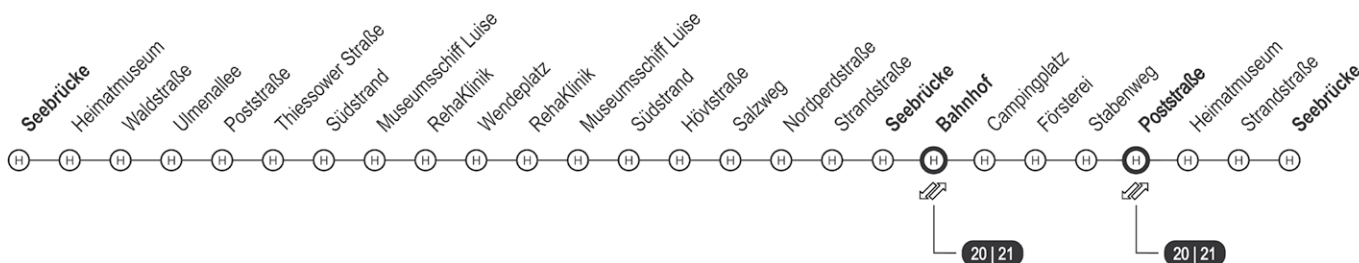 Seebrücke
Heimatmuseum
Waldstraße
Ulmenallee
Poststraße
Thiessower Straße
Südstrand
Museumsschiff Luise
RehaKlinik
Wendeplatz
RehaKlinik
Museumsschiff Luise
Südstrand
Hövtstraße
Salzweg
Nordperdstraße
Strandstraße
Seebrücke
Bahnhof
Campingplatz
Försterei
Stabenweg
Poststraße
Heimatmuseum
Strandstraße
Seebrücke
H H H H H H H H H H H H H H H H H H H H H H H H H H
20 | 21 20 | 21